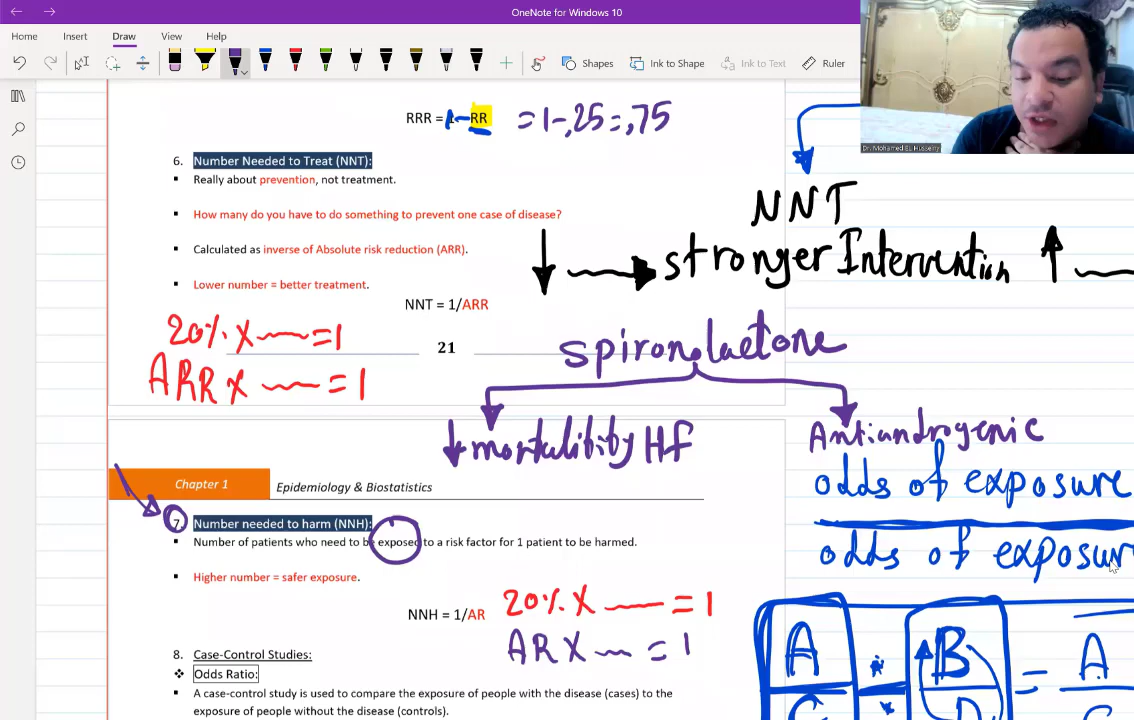 OneNote for Windows 10
Home Insert Draw View Help
Shapes Ink to Shape Ink to Text Ruler
Dr. Mohamed EL Husseiny
RRR = 1 - RR = 1-,25=,75
6. Number Needed to Treat (NNT):
▪ Really about prevention, not treatment.
▪ How many do you have to do something to prevent one case of disease?
▪ Calculated as inverse of Absolute risk reduction (ARR).
▪ Lower number = better treatment.
NNT = 1/ARR
NNT
stronger Intervention
20% X = 1
ARR X = 1
21
spironolactone
mortalibity HF
Antiandrogenic
odds of exposure
odds of exposur
Chapter 1 Epidemiology & Biostatistics
7. Number needed to harm (NNH):
▪ Number of patients who need to be exposed to a risk factor for 1 patient to be harmed.
▪ Higher number = safer exposure.
NNH = 1/AR
20% X = 1
AR X = 1
A B = A
C D C
8. Case-Control Studies:
❖ Odds Ratio:
▪ A case-control study is used to compare the exposure of people with the disease (cases) to the
exposure of people without the disease (controls).